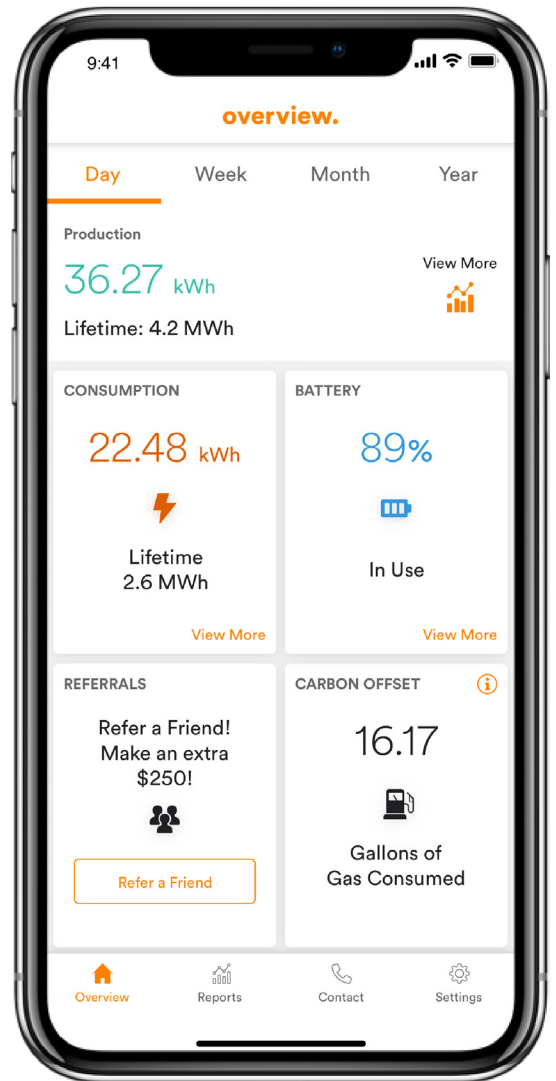 9:41
overview.
Day
Week
Month
Year
Production
36.27 kWh
View More
Lifetime: 4.2 MWh
CONSUMPTION
22.48 kWh
Lifetime
2.6 MWh
View More
BATTERY
89%
In Use
View More
REFERRALS
Refer a Friend!
Make an extra
$250!
Refer a Friend
CARBON OFFSET
i
16.17
Gallons of
Gas Consumed
Overview
Reports
Contact
Settings